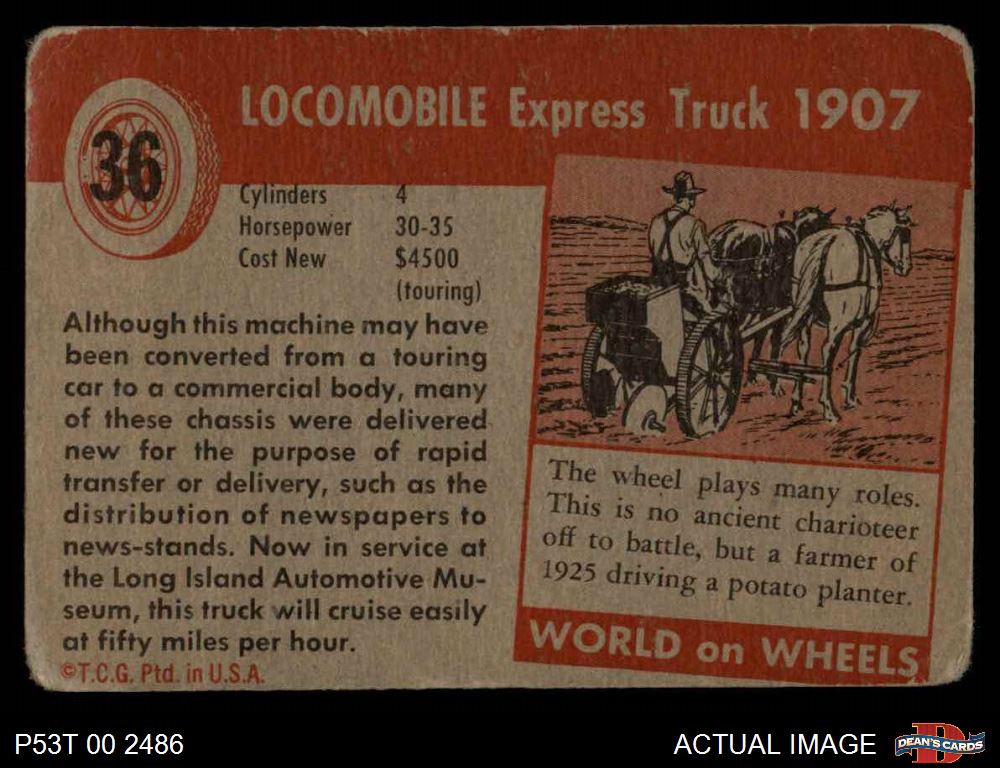 36
LOCOMOBILE Express Truck 1907
Cylinders 4
Horsepower 30-35
Cost New $4500
(touring)
Although this machine may have
been converted from a touring
car to a commercial body, many
of these chassis were delivered
new for the purpose of rapid
transfer or delivery, such as the
distribution of newspapers to
news-stands. Now in service at
the Long Island Automotive Mu-
seum, this truck will cruise easily
at fifty miles per hour.
©T.C.G. Ptd. in U.S.A.
The wheel plays many roles.
This is no ancient charioteer
off to battle, but a farmer of
1925 driving a potato planter.
WORLD on WHEELS
P53T 00 2486
ACTUAL IMAGE
D
DEAN'S CARDS